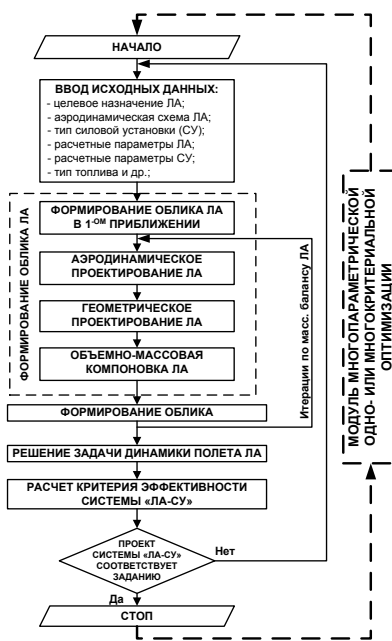 НАЧАЛО
ВВОД ИСХОДНЫХ ДАННЫХ:
- целевое назначение ЛА;
- аэродинамическая схема ЛА;
- тип силовой установки (СУ);
- расчетные параметры ЛА;
- расчетные параметры СУ;
- тип топлива и др.;
ФОРМИРОВАНИЕ ОБЛИКА ЛА
ФОРМИРОВАНИЕ ОБЛИКА ЛА
В 1-ОМ ПРИБЛИЖЕНИИ
АЭРОДИНАМИЧЕСКОЕ
ПРОЕКТИРОВАНИЕ ЛА
ГЕОМЕТРИЧЕСКОЕ
ПРОЕКТИРОВАНИЕ ЛА
ОБЪЕМНО-МАССОВАЯ
КОМПОНОВКА ЛА
Итерации по масс. балансу ЛА
ФОРМИРОВАНИЕ ОБЛИКА
РЕШЕНИЕ ЗАДАЧИ ДИНАМИКИ ПОЛЕТА ЛА
РАСЧЕТ КРИТЕРИЯ ЭФФЕКТИВНОСТИ
СИСТЕМЫ «ЛА-СУ»
ПРОЕКТ
СИСТЕМЫ «ЛА-СУ»
СООТВЕТСТВУЕТ
ЗАДАНИЮ
Нет
Да
СТОП
МОДУЛЬ МНОГОПАРАМЕТРИЧЕСКОЙ
ОДНО- ИЛИ МНОГОКРИТЕРИАЛЬНОЙ
ОПТИМИЗАЦИИ